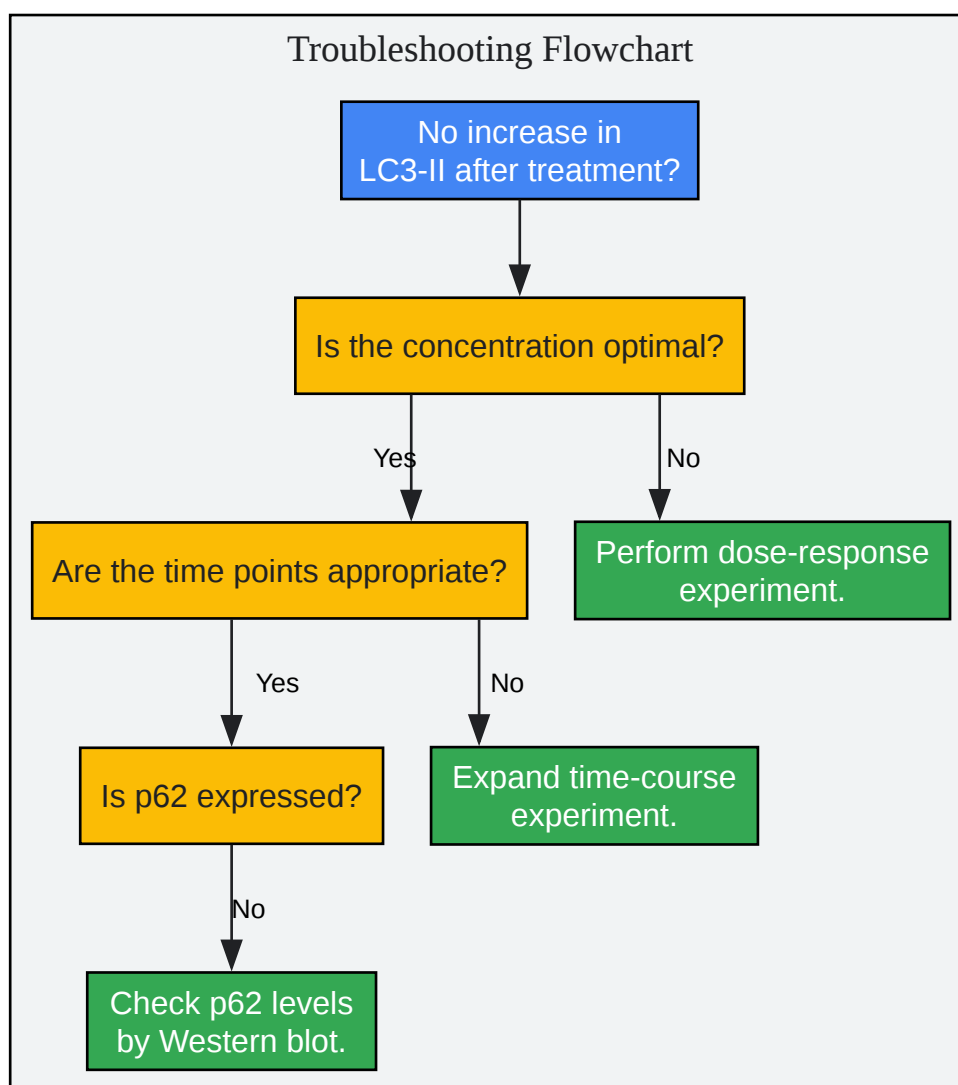 Troubleshooting Flowchart
No increase in
LC3-II after treatment?
Is the concentration optimal?
Yes
No
Are the time points appropriate?
Perform dose-response
experiment.
Yes
No
Is p62 expressed?
Expand time-course
experiment.
No
Check p62 levels
by Western blot.